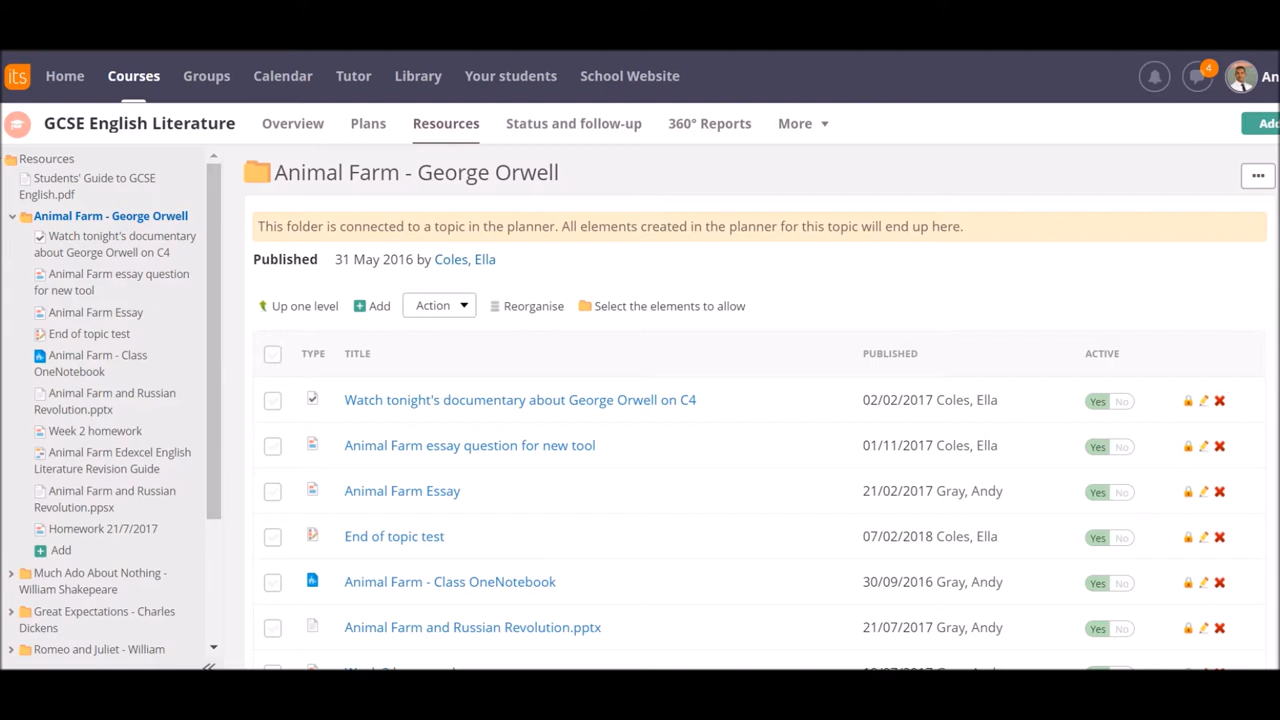 its Home Courses Groups Calendar Tutor Library Your students School Website 4 An
GCSE English Literature Overview Plans Resources Status and follow-up 360° Reports More Add
Resources
Students' Guide to GCSE
English.pdf
Animal Farm - George Orwell
Watch tonight's documentary
about George Orwell on C4
Animal Farm essay question
for new tool
Animal Farm Essay
End of topic test
Animal Farm - Class
OneNotebook
Animal Farm and Russian
Revolution.pptx
Week 2 homework
Animal Farm Edexcel English
Literature Revision Guide
Animal Farm and Russian
Revolution.ppsx
Homework 21/7/2017
Add
Much Ado About Nothing -
William Shakespeare
Great Expectations - Charles
Dickens
Romeo and Juliet - William
Animal Farm - George Orwell
This folder is connected to a topic in the planner. All elements created in the planner for this topic will end up here.
Published 31 May 2016 by Coles, Ella
Up one level Add Action Reorganise Select the elements to allow
TYPE TITLE PUBLISHED ACTIVE
Watch tonight's documentary about George Orwell on C4 02/02/2017 Coles, Ella Yes No
Animal Farm essay question for new tool 01/11/2017 Coles, Ella Yes No
Animal Farm Essay 21/02/2017 Gray, Andy Yes No
End of topic test 07/02/2018 Coles, Ella Yes No
Animal Farm - Class OneNotebook 30/09/2016 Gray, Andy Yes No
Animal Farm and Russian Revolution.pptx 21/07/2017 Gray, Andy Yes No